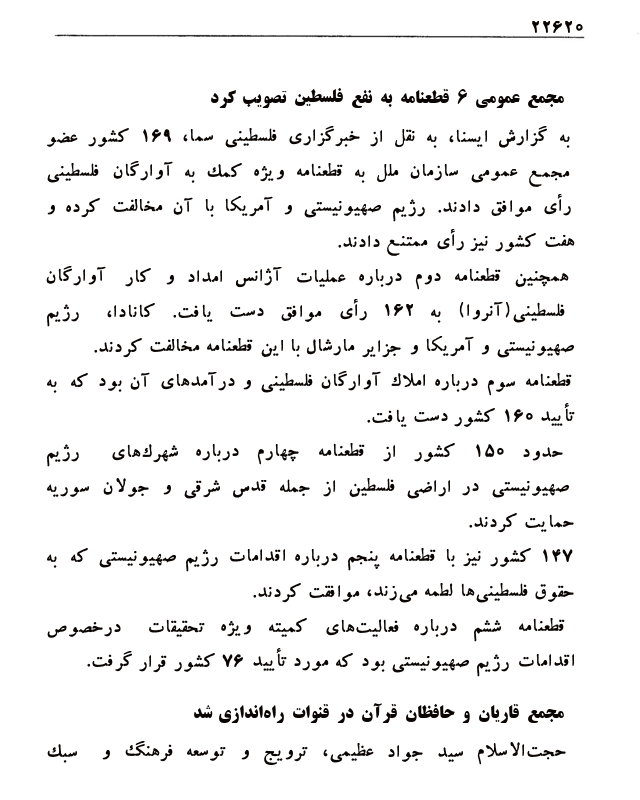 ۲۲۶۲۰
مجمع عمومی ۶ قطعنامه به نفع فلسطین تصویب کرد
به گزارش ایسنا، به نقل از خبرگزاری فلسطینی سما، ۱۶۹ کشور عضو
مجمع عمومی سازمان ملل به قطعنامه ویژه کمك به آوارگان فلسطینی
رأی موافق دادند. رژیم صهیونیستی و آمریکا با آن مخالفت کرده و
هفت کشور نیز رأی ممتنع دادند.
همچنین قطعنامه دوم درباره عملیات آژانس امداد و کار آوارگان
فلسطینی(آنروا) به ۱۶۲ رأی موافق دست یافت. کانادا، رژیم
صهیونیستی و آمریکا و جزایر مارشال با این قطعنامه مخالفت کردند.
قطعنامه سوم درباره املاك آوارگان فلسطینی و درآمدهای آن بود که به
تأیید ۱۶۰ کشور دست یافت.
حدود ۱۵۰ کشور از قطعنامه چهارم درباره شهرك‌های رژیم
صهیونیستی در اراضی فلسطین از جمله قدس شرقی و جولان سوریه
حمایت کردند.
۱۴۷ کشور نیز با قطعنامه پنجم درباره اقدامات رژیم صهیونیستی که به
حقوق فلسطینی‌ها لطمه می‌زند، موافقت کردند.
قطعنامه ششم درباره فعالیت‌های کمیته ویژه تحقیقات درخصوص
اقدامات رژیم صهیونیستی بود که مورد تأیید ۷۶ کشور قرار گرفت.
مجمع قاریان و حافظان قرآن در قنوات راه‌اندازی شد
حجت‌الاسلام سید جواد عظیمی، ترویج و توسعه فرهنگ و سبك